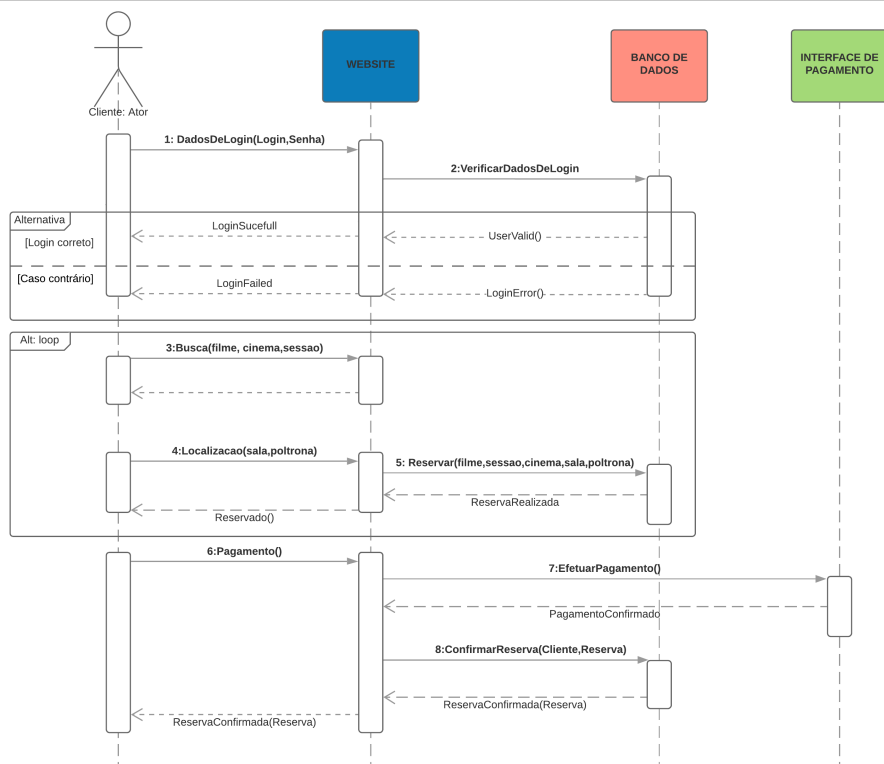 WEBSITE
BANCO DE
DADOS
INTERFACE DE
PAGAMENTO
Cliente: Ator
1: DadosDeLogin(Login,Senha)
2:VerificarDadosDeLogin
Alternativa
LoginSucefull
[Login correto]
UserValid()
[Caso contrário]
LoginFailed
LoginError()
Alt: loop
3:Busca(filme, cinema,sessao)
4:Localizacao(sala,poltrona)
5: Reservar(filme,sessao,cinema,sala,poltrona)
ReservaRealizada
Reservado()
6:Pagamento()
7:EfetuarPagamento()
PagamentoConfirmado
8:ConfirmarReserva(Cliente,Reserva)
ReservaConfirmada(Reserva)
ReservaConfirmada(Reserva)